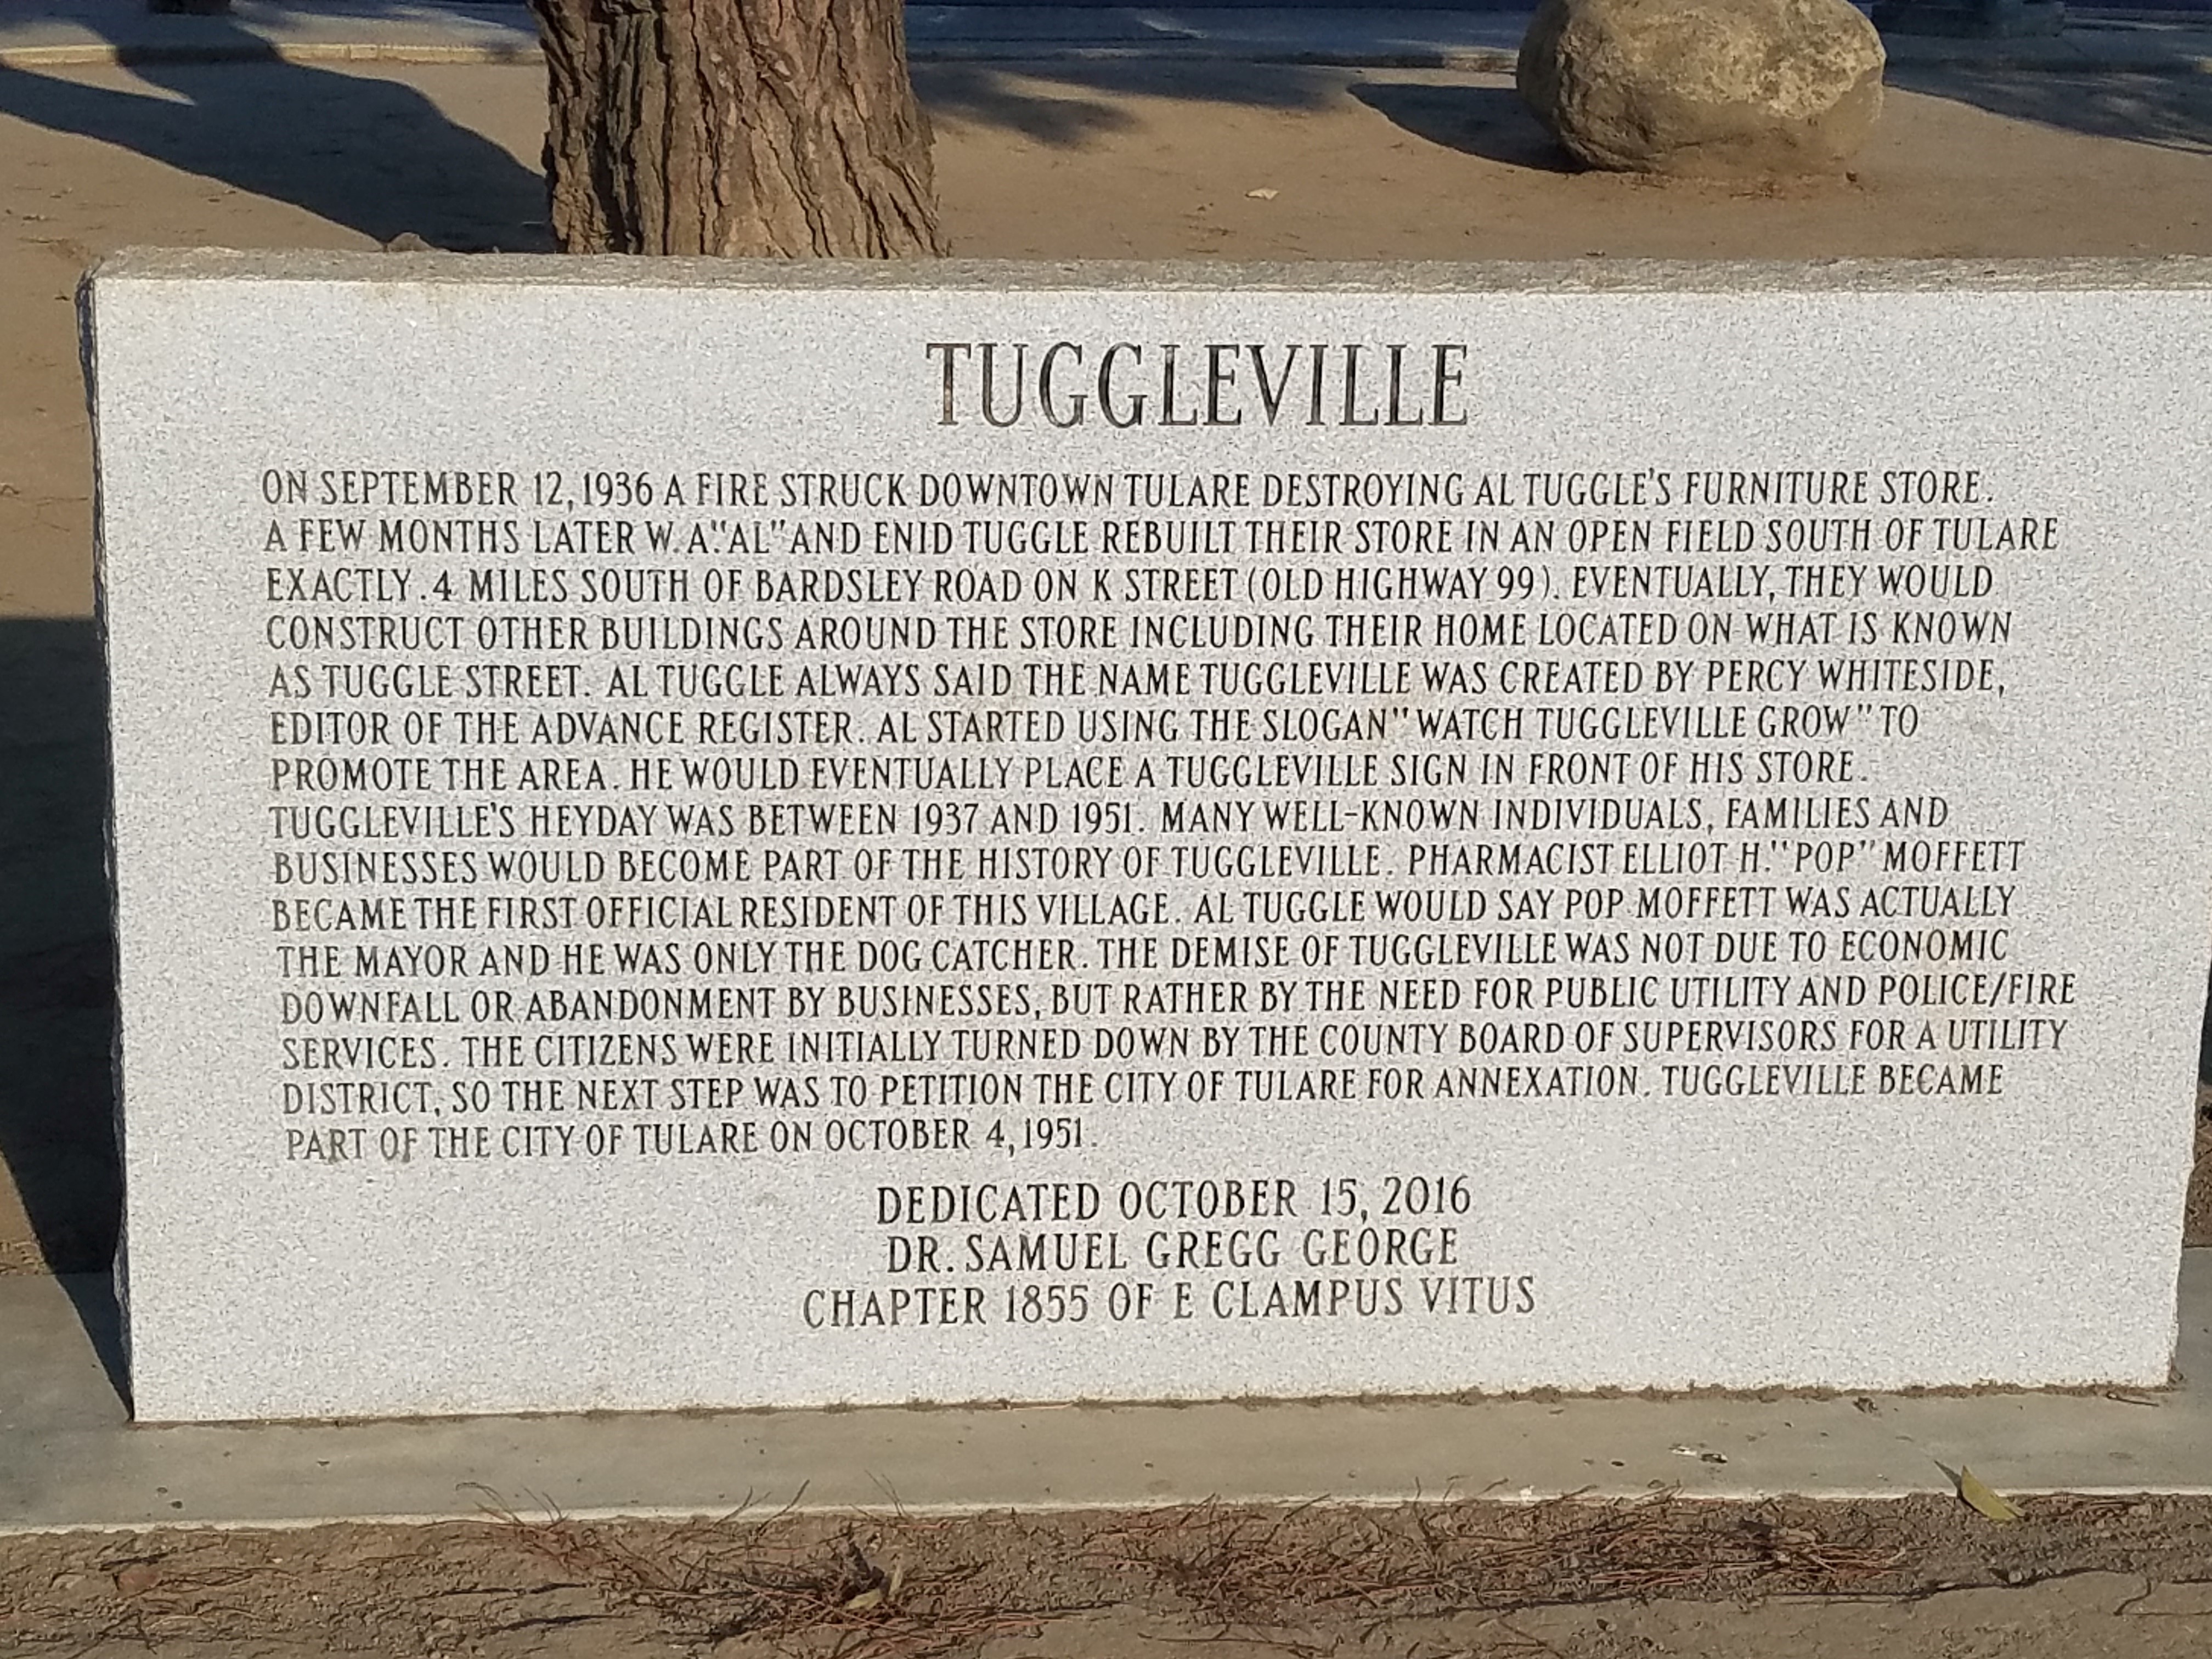 TUGGLEVILLE
ON SEPTEMBER 12, 1936 A FIRE STRUCK DOWNTOWN TULARE DESTROYING AL TUGGLE'S FURNITURE STORE.
A FEW MONTHS LATER W.A. "AL" AND ENID TUGGLE REBUILT THEIR STORE IN AN OPEN FIELD SOUTH OF TULARE
EXACTLY .4 MILES SOUTH OF BARDSLEY ROAD ON K STREET (OLD HIGHWAY 99). EVENTUALLY, THEY WOULD
CONSTRUCT OTHER BUILDINGS AROUND THE STORE INCLUDING THEIR HOME LOCATED ON WHAT IS KNOWN
AS TUGGLE STREET. AL TUGGLE ALWAYS SAID THE NAME TUGGLEVILLE WAS CREATED BY PERCY WHITESIDE,
EDITOR OF THE ADVANCE REGISTER. AL STARTED USING THE SLOGAN "WATCH TUGGLEVILLE GROW" TO
PROMOTE THE AREA. HE WOULD EVENTUALLY PLACE A TUGGLEVILLE SIGN IN FRONT OF HIS STORE.
TUGGLEVILLE'S HEYDAY WAS BETWEEN 1937 AND 1951. MANY WELL-KNOWN INDIVIDUALS, FAMILIES AND
BUSINESSES WOULD BECOME PART OF THE HISTORY OF TUGGLEVILLE. PHARMACIST ELLIOT H. "POP" MOFFETT
BECAME THE FIRST OFFICIAL RESIDENT OF THIS VILLAGE. AL TUGGLE WOULD SAY POP MOFFETT WAS ACTUALLY
THE MAYOR AND HE WAS ONLY THE DOG CATCHER. THE DEMISE OF TUGGLEVILLE WAS NOT DUE TO ECONOMIC
DOWNFALL OR ABANDONMENT BY BUSINESSES, BUT RATHER BY THE NEED FOR PUBLIC UTILITY AND POLICE/FIRE
SERVICES. THE CITIZENS WERE INITIALLY TURNED DOWN BY THE COUNTY BOARD OF SUPERVISORS FOR A UTILITY
DISTRICT, SO THE NEXT STEP WAS TO PETITION THE CITY OF TULARE FOR ANNEXATION. TUGGLEVILLE BECAME
PART OF THE CITY OF TULARE ON OCTOBER 4, 1951.
DEDICATED OCTOBER 15, 2016
DR. SAMUEL GREGG GEORGE
CHAPTER 1855 OF E CLAMPUS VITUS